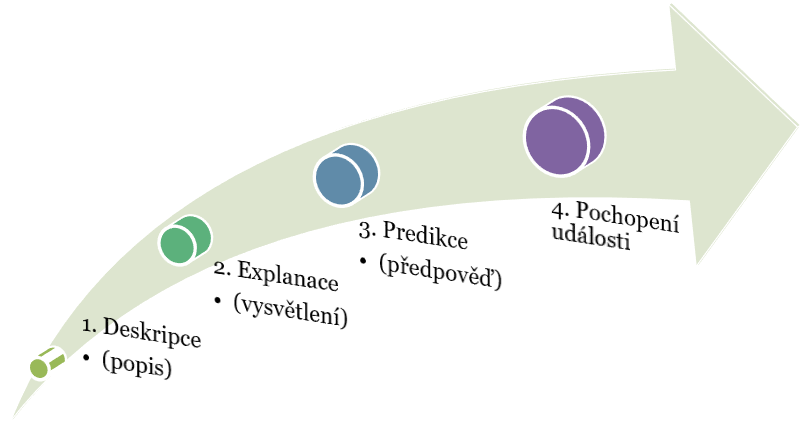 1. Deskripce
• (popis)
2. Explanace
• (vysvětlení)
3. Predikce
• (předpověď)
4. Pochopení
události